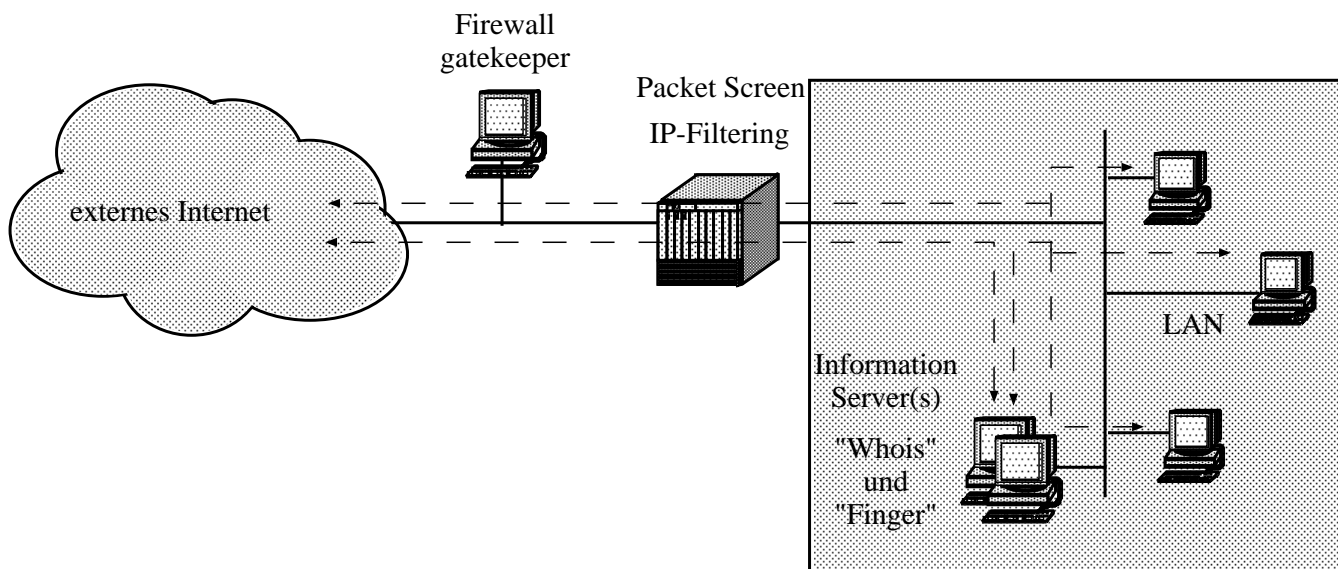 Firewall
gatekeeper
Packet Screen
IP-Filtering
externes Internet
LAN
Information
Server(s)
"Whois"
und
"Finger"